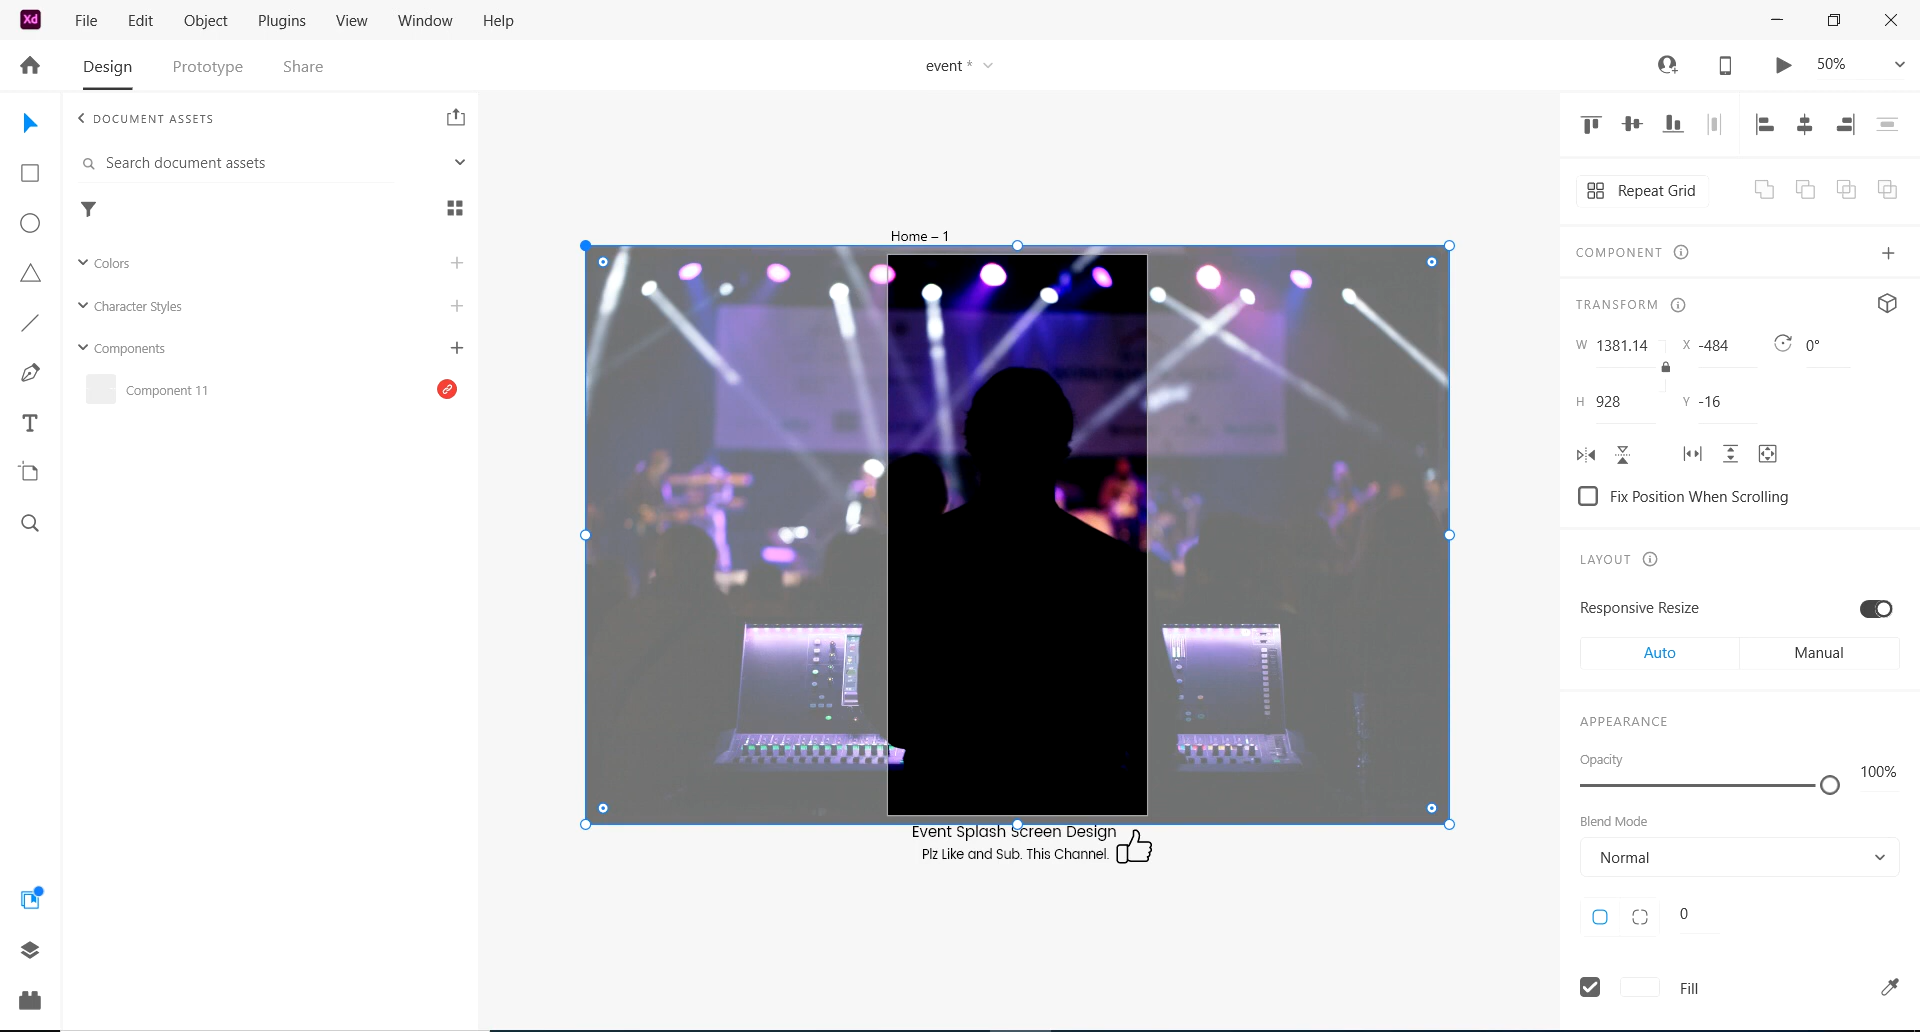 Xd File Edit Object Plugins View Window Help
Design Prototype Share event * 50%
DOCUMENT ASSETS
Search document assets
Colors
Character Styles
Components
Component 11
Home – 1
Event Splash Screen Design
Plz Like and Sub. This Channel.
Repeat Grid
COMPONENT
TRANSFORM
W 1381.14 X -484 0°
H 928 Y -16
Fix Position When Scrolling
LAYOUT
Responsive Resize
Auto Manual
APPEARANCE
Opacity
100%
Blend Mode
Normal
0
Fill